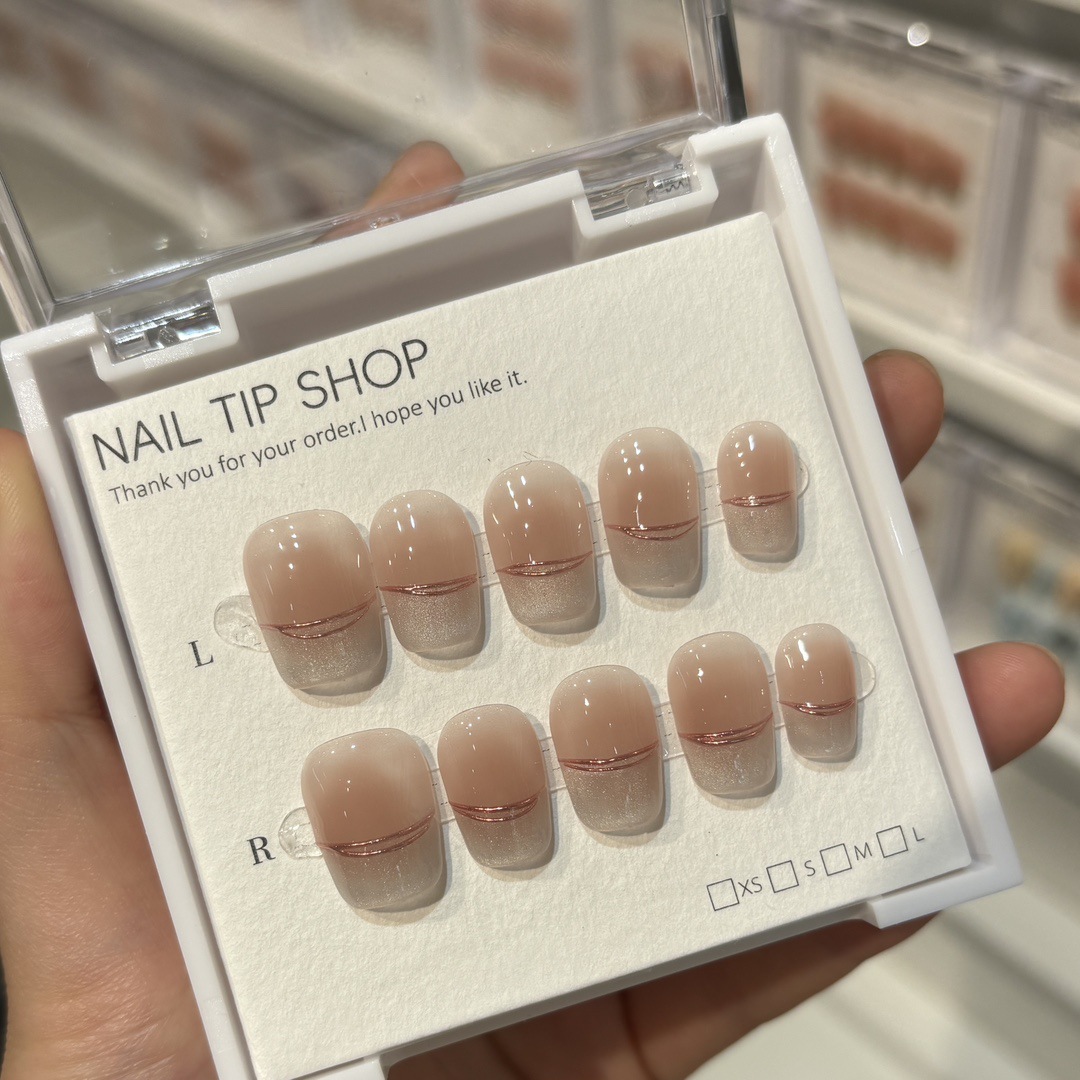 NAIL TIP SHOP
Thank you for your order.I hope you like it.
L
R
XS S M L